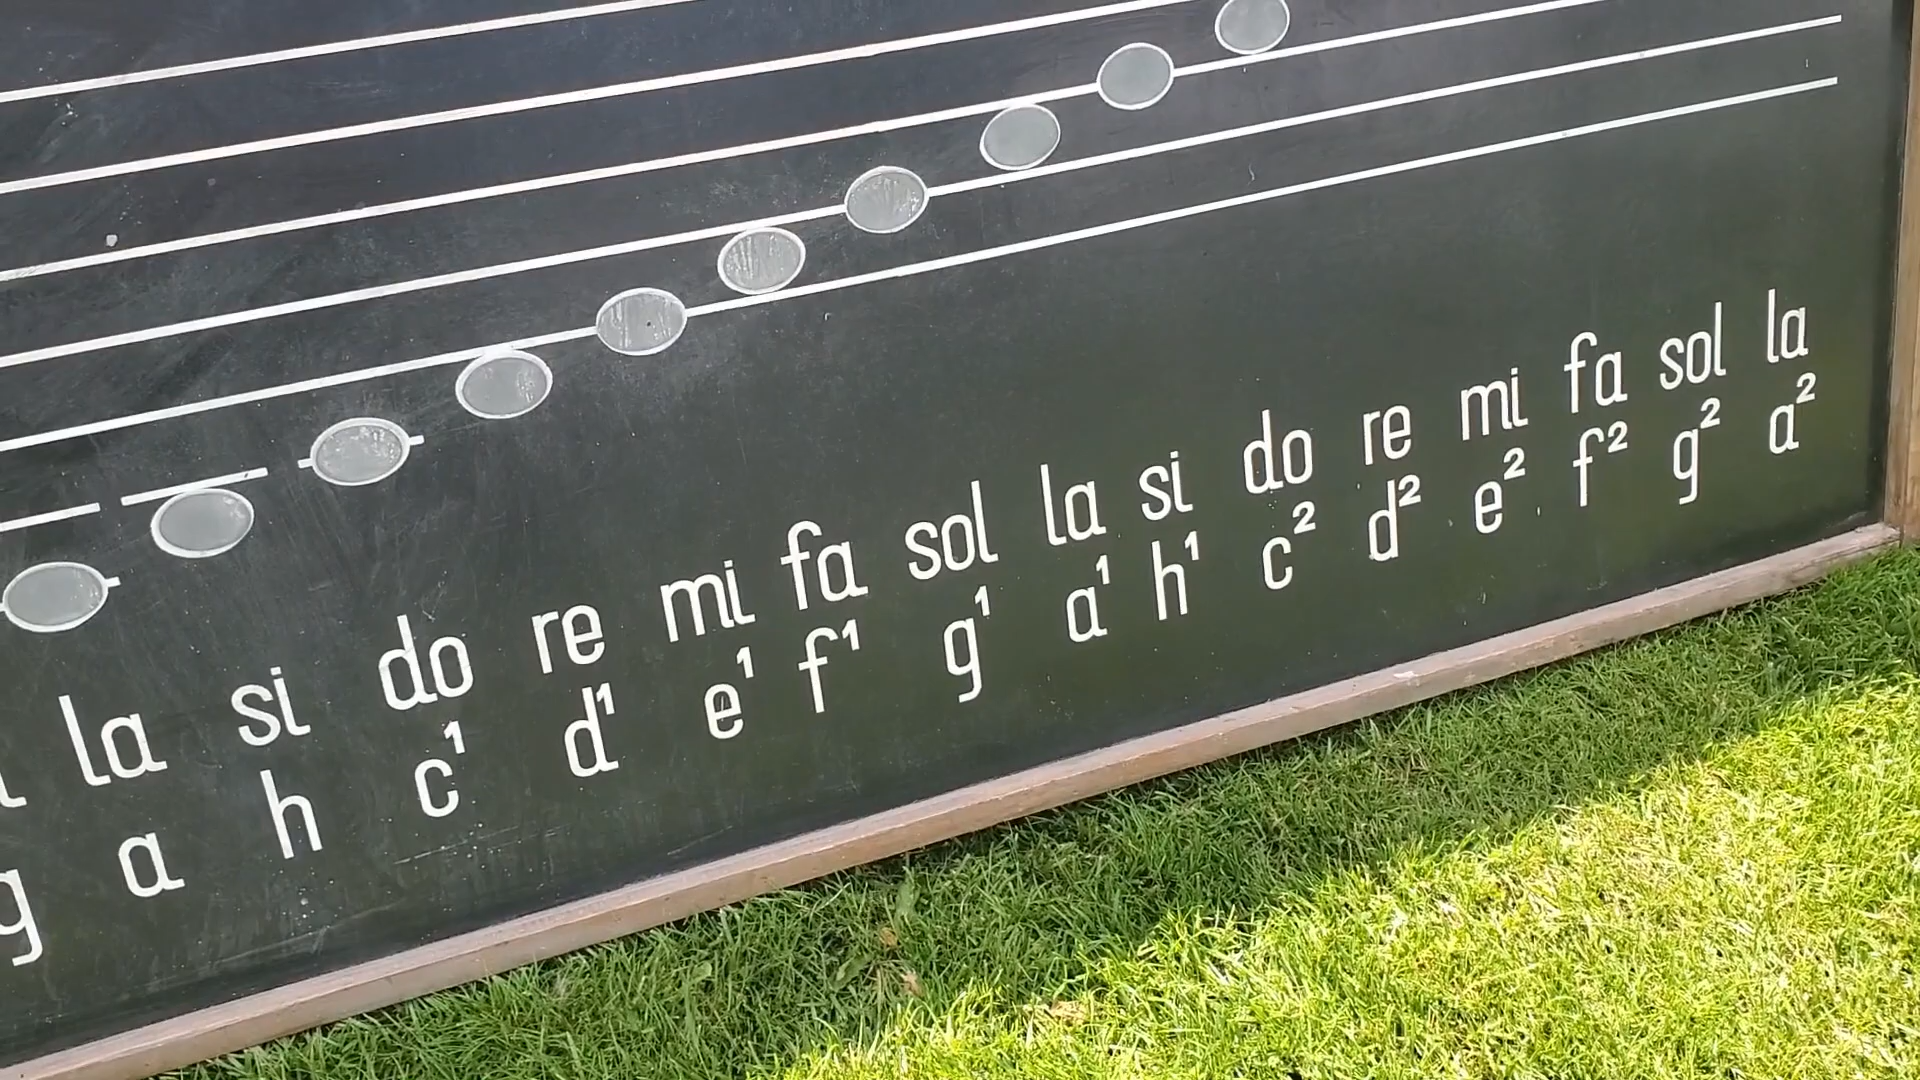 la si do re mi fa sol la si do re mi fa sol la
g a h c¹ d¹ e¹ f¹ g¹ a¹ h¹ c² d² e² f² g² a²